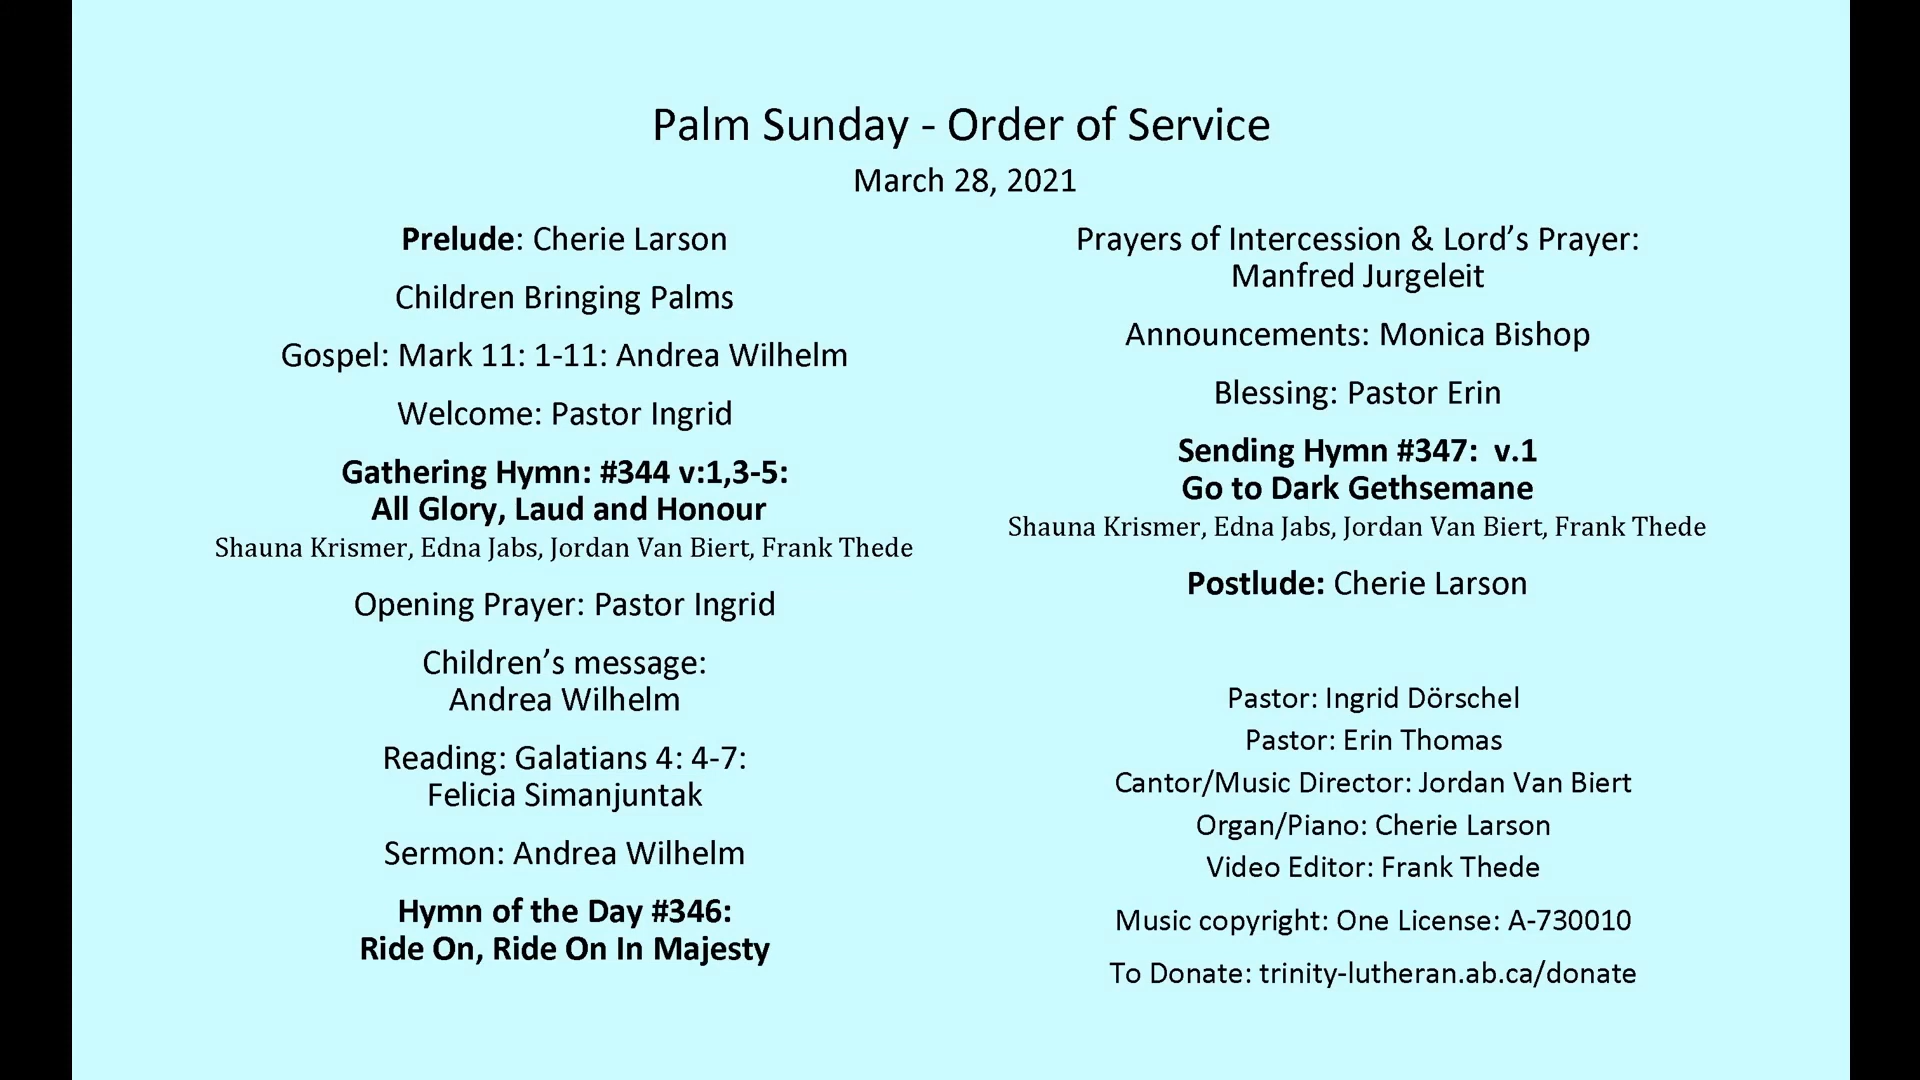 Palm Sunday - Order of Service
March 28, 2021
Prelude: Cherie Larson
Children Bringing Palms
Gospel: Mark 11: 1-11: Andrea Wilhelm
Welcome: Pastor Ingrid
Gathering Hymn: #344 v:1,3-5:
All Glory, Laud and Honour
Shauna Krismer, Edna Jabs, Jordan Van Biert, Frank Thede
Opening Prayer: Pastor Ingrid
Children’s message:
Andrea Wilhelm
Reading: Galatians 4: 4-7:
Felicia Simanjuntak
Sermon: Andrea Wilhelm
Hymn of the Day #346:
Ride On, Ride On In Majesty
Prayers of Intercession & Lord’s Prayer:
Manfred Jurgeleit
Announcements: Monica Bishop
Blessing: Pastor Erin
Sending Hymn #347:  v.1
Go to Dark Gethsemane
Shauna Krismer, Edna Jabs, Jordan Van Biert, Frank Thede
Postlude: Cherie Larson
Pastor: Ingrid Dörschel
Pastor: Erin Thomas
Cantor/Music Director: Jordan Van Biert
Organ/Piano: Cherie Larson
Video Editor: Frank Thede
Music copyright: One License: A-730010
To Donate: trinity-lutheran.ab.ca/donate